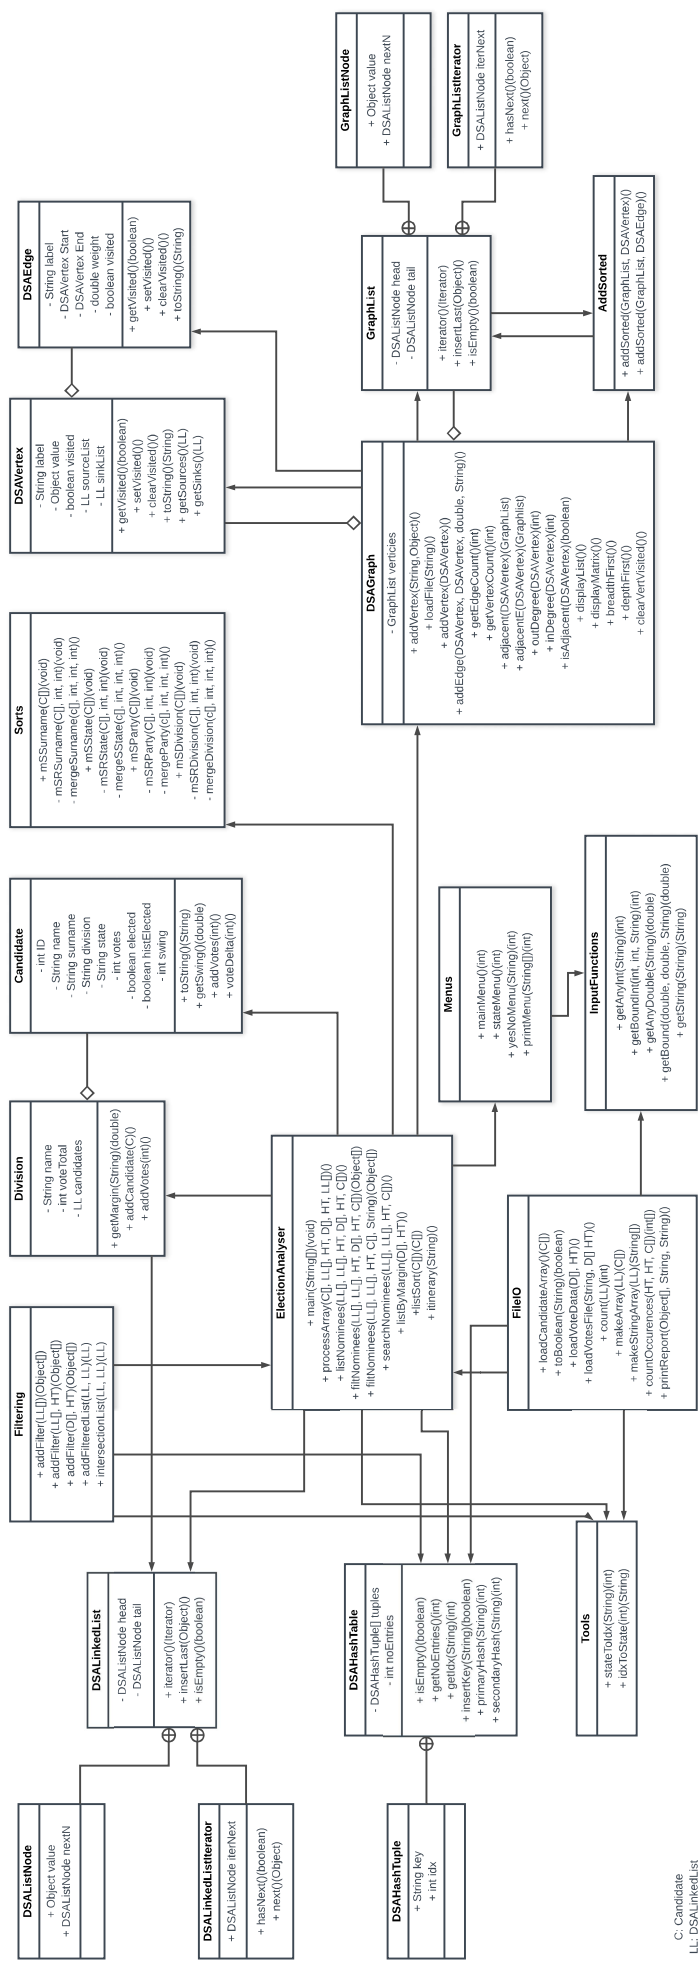 DSAListNode
+ Object value
+ DSAListNode nextN
DSALinkedListIterator
+ DSAListNode iterNext
+ hasNext()(boolean)
+ next()(Object)
DSAHashTuple
+ String key
+ int idx
C: Candidate
LL: DSALinkedList
DSALinkedList
- DSAListNode head
- DSAListNode tail
+ iterator()(Iterator)
+ insertLast(Object)()
+ isEmpty()(boolean)
DSAHashTable
- DSAHashTuple[] tuples
- int noEntries
+ isEmpty()(boolean)
+ getNoEntries()(int)
+ getIdx(String)(int)
+ insertKey(String)(boolean)
+ primaryHash(String)(int)
+ secondaryHash(String)(int)
Tools
+ stateToIdx(String)(int)
+ idxToState(int)(String)
Filtering
+ addFilter(LL[])(Object[])
+ addFilter(LL[], HT)(Object[])
+ addFilter(D[], HT)(Object[])
+ addFilteredList(LL, LL)(LL)
+ intersectionList(LL, LL)(LL)
Division
- String name
- int voteTotal
- LL candidates
+ getMargin(String)(double)
+ addCandidate(C)()
+ addVotes(int)()
ElectionAnalyser
+ main(String[])(void)
+ processArray(C[], LL[], HT, D[], HT, LL[])()
+ listNominees(LL[], LL[], HT, D[], HT, C[])()
+ filtNominees(LL[], LL[], HT, D[], HT, C[])(Object[])
+ filtNominees(LL[], LL[], HT, C[], String)(Object[])
+ searchNominees(LL[], LL[], HT, C[])()
+ listByMargin(D[], HT)()
+listSort(C[])(C[])
+ itinerary(String)()
FileIO
+ loadCandidateArray()(C[])
+ toBoolean(String)(boolean)
+ loadVoteData(D[], HT)()
+ loadVotesFile(String, D[] HT)()
+ count(LL)(int)
+ makeArray(LL)(C[])
+ makeStringArray(LL)(String[])
+ countOccurences(HT, HT, C[])(int[])
+ printReport(Object[], String, String)()
Candidate
- int ID
- String name
- String surname
- String division
- String state
- int votes
- boolean elected
- boolean histElected
- int swing
+ toString()(String)
+ getSwing()(double)
+ addVotes(int)()
+ voteDelta(int)()
Menus
+ mainMenu()(int)
+ stateMenu()(int)
+ yesNoMenu(String)(int)
+ printMenu(String[])(int)
InputFunctions
+ getAnyInt(String)(int)
+ getBoundInt(int, int, String)(int)
+ getAnyDouble(String)(double)
+ getBound(double, double, String)(double)
+ getString(String)(String)
Sorts
+ mSSurname(C[])(void)
- mSRSurname(C[], int, int)(void)
- mergeSurname(c[], int, int, int)()
+ mSState(C[])(void)
- mSRState(C[], int, int)(void)
- mergeSState(c[], int, int, int)()
+ mSParty(C[])(void)
- mSRParty(C[], int, int)(void)
- mergeParty(c[], int, int, int)()
+ mSDivision(C[])(void)
- mSRDivision(C[], int, int)(void)
- mergeDivision(c[], int, int, int)()
DSAVertex
- String label
- Object value
- boolean visited
- LL sourceList
- LL sinkList
+ getVisited()(boolean)
+ setVisited()()
+ clearVisited()()
+ toString()(String)
+ getSources()(LL)
+ getSinks()(LL)
DSAGraph
- GraphList verticies
+ addVertex(String,Object)()
+ loadFile(String)()
+ addVertex(DSAVertex)()
+ addEdge(DSAVertex, DSAVertex, double, String)()
+ getEdgeCount()(int)
+ getVertexCount()(int)
+ adjacent(DSAVertex)(GraphList)
+ adjacentE(DSAVertex)(Graphlist)
+ outDegree(DSAVertex)(int)
+ inDegree(DSAVertex)(int)
+ isAdjacent(DSAVertex)(boolean)
+ displayList()()
+ displayMatrix()()
+ breadthFirst()()
+ depthFirst()()
+ clearVertVisited()()
DSAEdge
- String label
- DSAVertex Start
- DSAVertex End
- double weight
- boolean visited
+ getVisited()(boolean)
+ setVisited()()
+ clearVisited()()
+ toString()(String)
GraphList
- DSAListNode head
- DSAListNode tail
+ iterator()(Iterator)
+ insertLast(Object)()
+ isEmpty()(boolean)
AddSorted
+ addSorted(GraphList, DSAVertex)()
+ addSorted(GraphList, DSAEdge)()
GraphListNode
+ Object value
+ DSAListNode nextN
GraphListIterator
+ DSAListNode iterNext
+ hasNext()(boolean)
+ next()(Object)